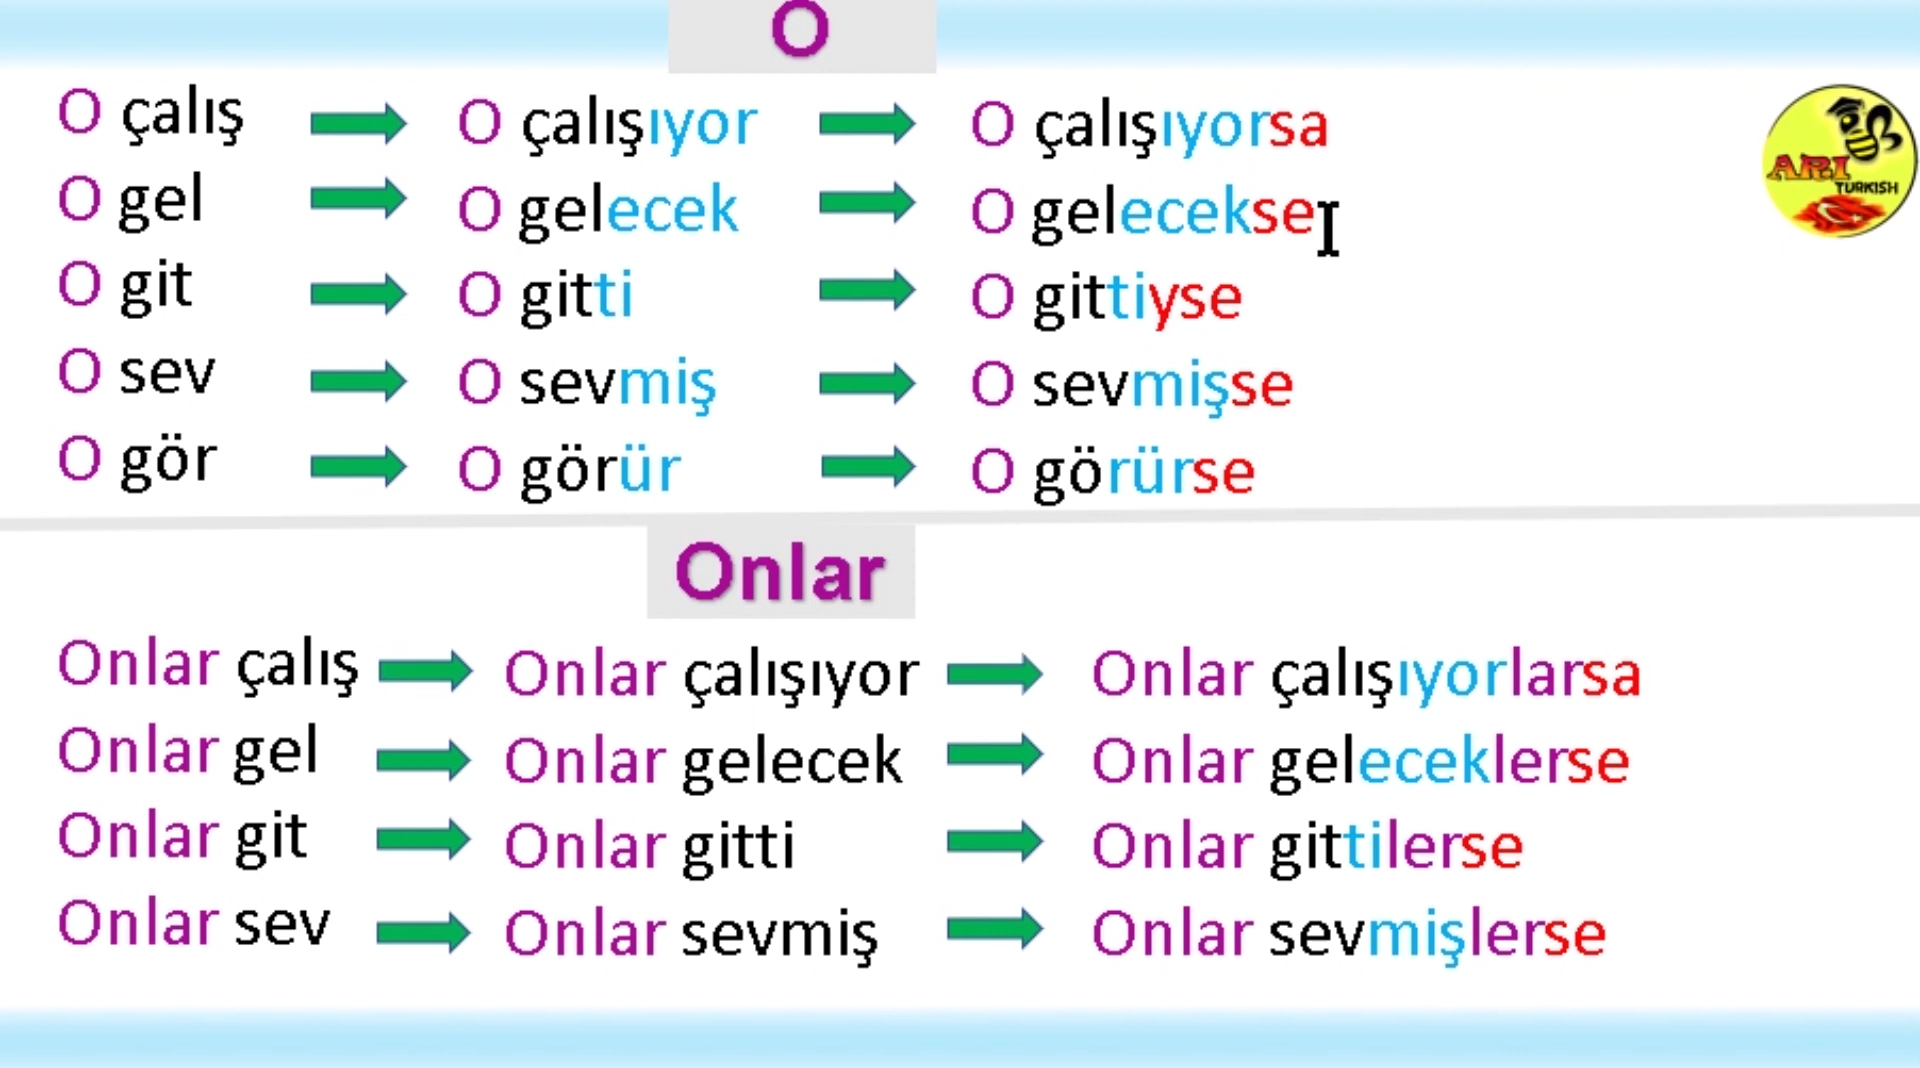 O
O çalış O çalışıyor O çalışıyorsa
O gel O gelecek O gelecekse
O git O gitti O gittiyse
O sev O sevmiş O sevmişse
O gör O görür O görürse
ARI
TURKISH
Onlar
Onlar çalış Onlar çalışıyor Onlar çalışıyorlarsa
Onlar gel Onlar gelecek Onlar geleceklerse
Onlar git Onlar gitti Onlar gittilerse
Onlar sev Onlar sevmiş Onlar sevmişlerse